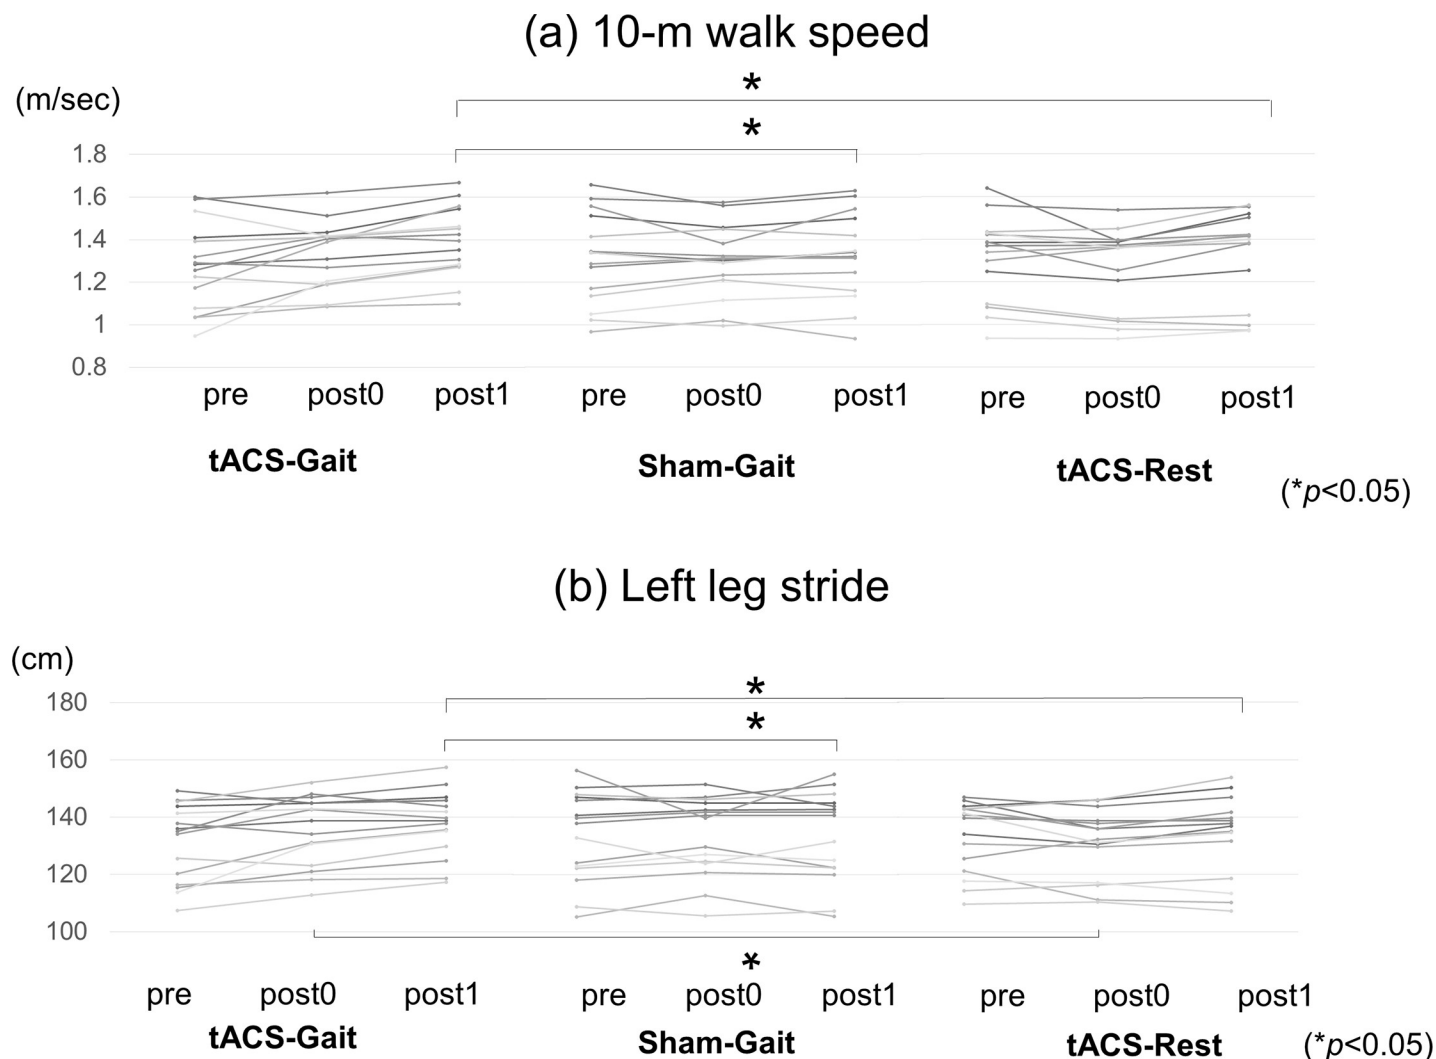 (a) 10-m walk speed
(m/sec)
*
*
1.8
1.6
1.4
1.2
1
0.8
pre post0 post1 pre post0 post1 pre post0 post1
tACS-Gait Sham-Gait tACS-Rest
(*p<0.05)
(b) Left leg stride
(cm)
*
*
180
160
140
120
100
*
pre post0 post1 pre post0 post1 pre post0 post1
tACS-Gait Sham-Gait tACS-Rest (*p<0.05)